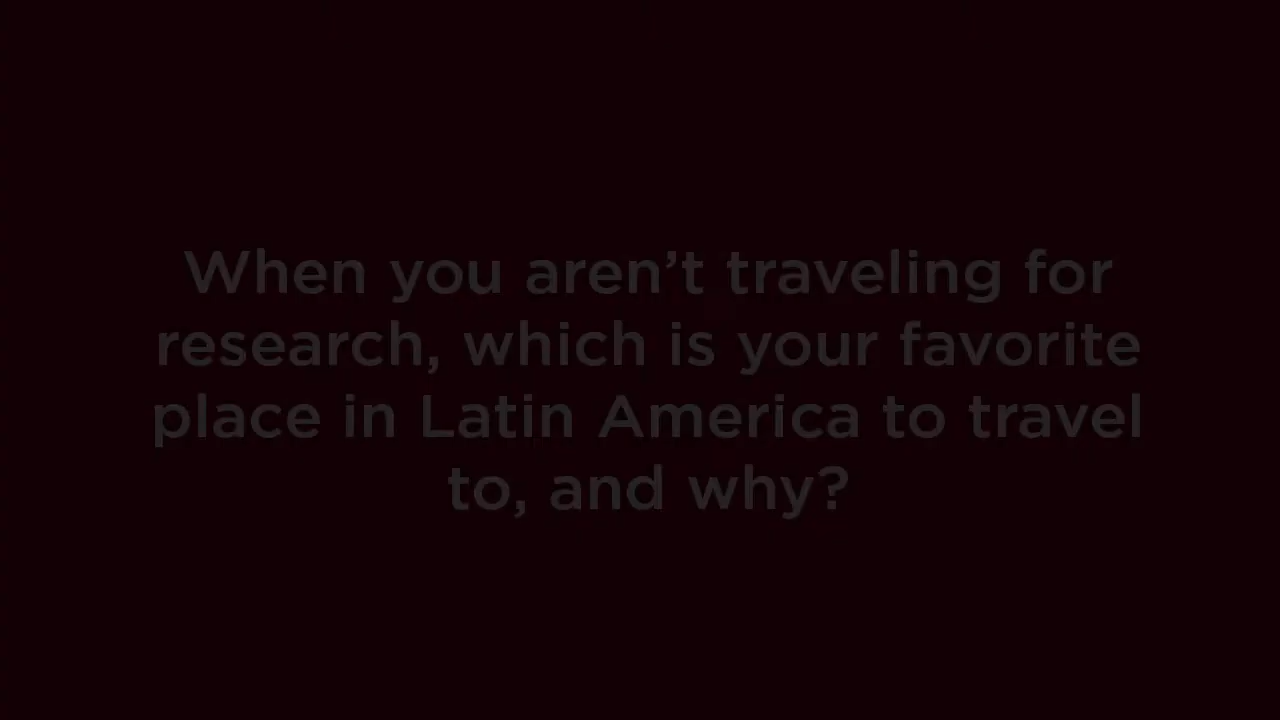 When you aren’t traveling for
research, which is your favorite
place in Latin America to travel
to, and why?